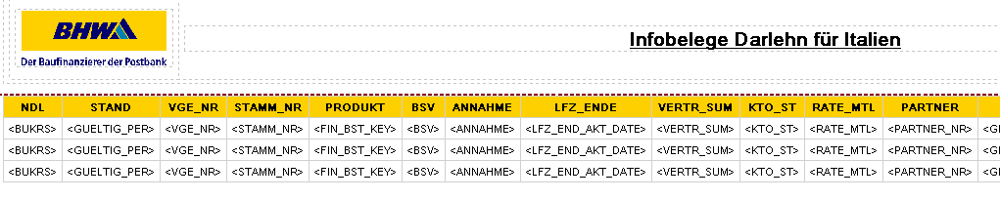 BHW
Der Baufinanzierer der Postbank
Infobelege Darlehn für Italien
NDL STAND VGE_NR STAMM_NR PRODUKT BSV ANNAHME LFZ_ENDE VERTR_SUM KTO_ST RATE_MTL PARTNER
<BUKRS> <GUELTIG_PER> <VGE_NR> <STAMM_NR> <FIN_BST_KEY> <BSV> <ANNAHME> <LFZ_END_AKT_DATE> <VERTR_SUM> <KTO_ST> <RATE_MTL> <PARTNER_NR>
<BUKRS> <GUELTIG_PER> <VGE_NR> <STAMM_NR> <FIN_BST_KEY> <BSV> <ANNAHME> <LFZ_END_AKT_DATE> <VERTR_SUM> <KTO_ST> <RATE_MTL> <PARTNER_NR>
<BUKRS> <GUELTIG_PER> <VGE_NR> <STAMM_NR> <FIN_BST_KEY> <BSV> <ANNAHME> <LFZ_END_AKT_DATE> <VERTR_SUM> <KTO_ST> <RATE_MTL> <PARTNER_NR>